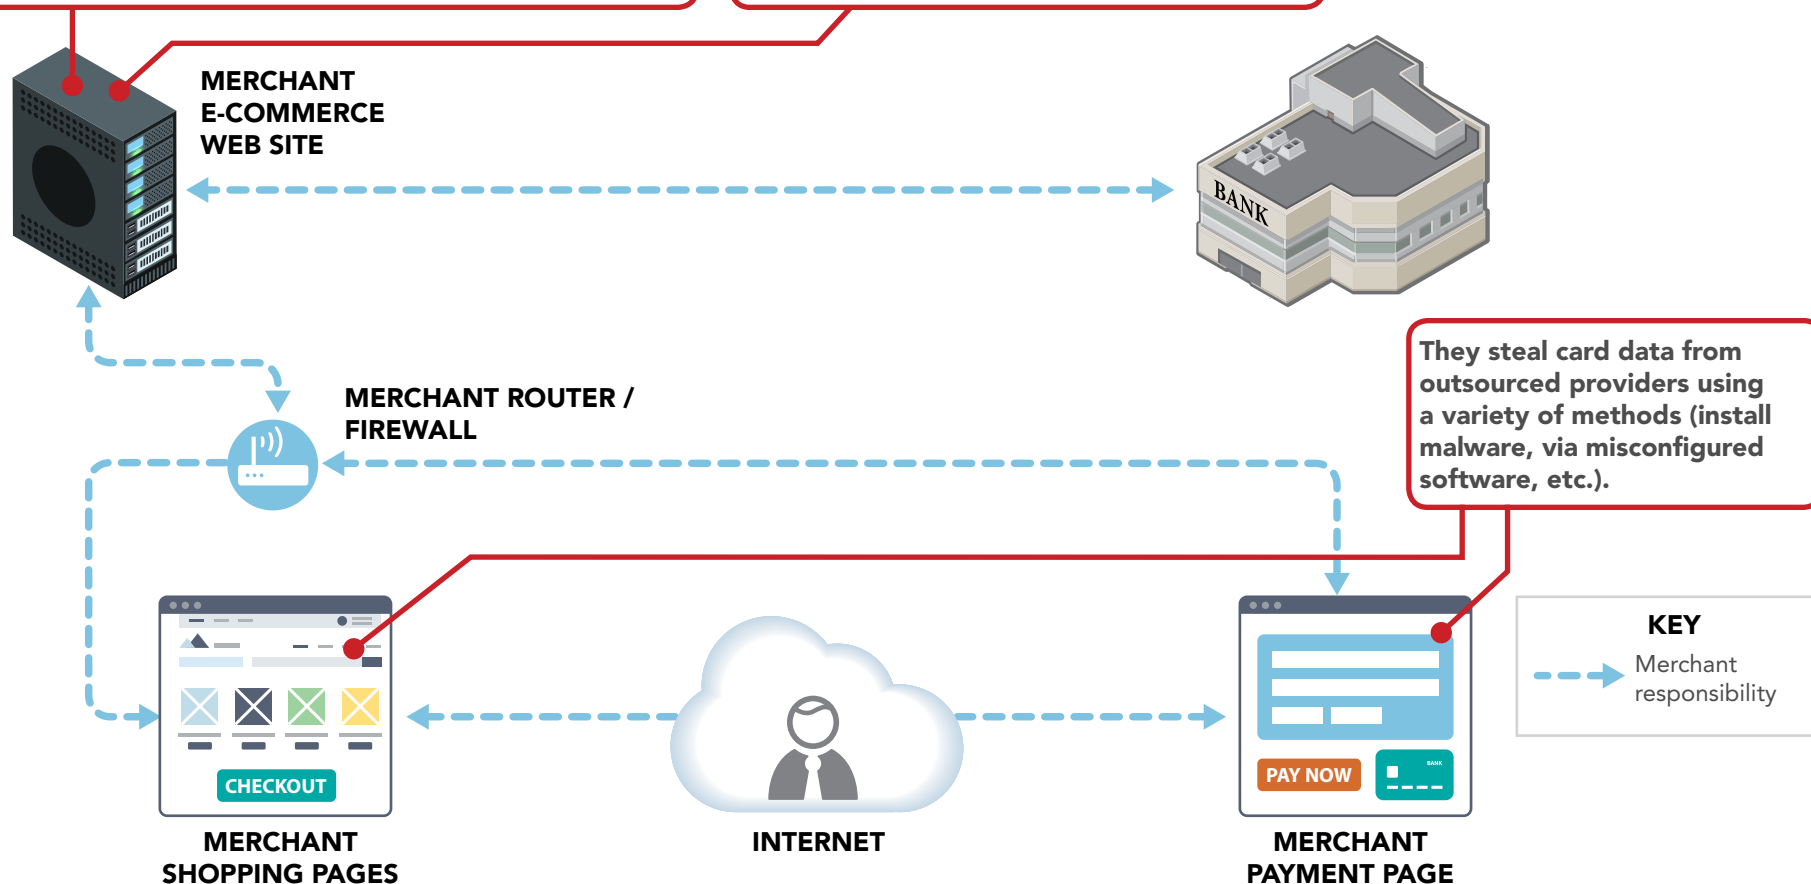 MERCHANT
E-COMMERCE
WEB SITE
BANK
They steal card data from
outsourced providers using
a variety of methods (install
malware, via misconfigured
software, etc.).
MERCHANT ROUTER /
FIREWALL
KEY
Merchant
responsibility
CHECKOUT
PAY NOW
BANK
MERCHANT
SHOPPING PAGES
INTERNET
MERCHANT
PAYMENT PAGE